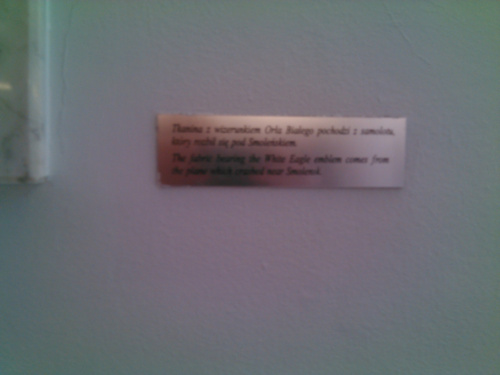 Tkanina z wizerunkiem Orła Białego pochodzi z samolotu,
który rozbił się pod Smoleńskiem.
The fabric bearing the White Eagle emblem comes from
the plane which crashed near Smolensk.